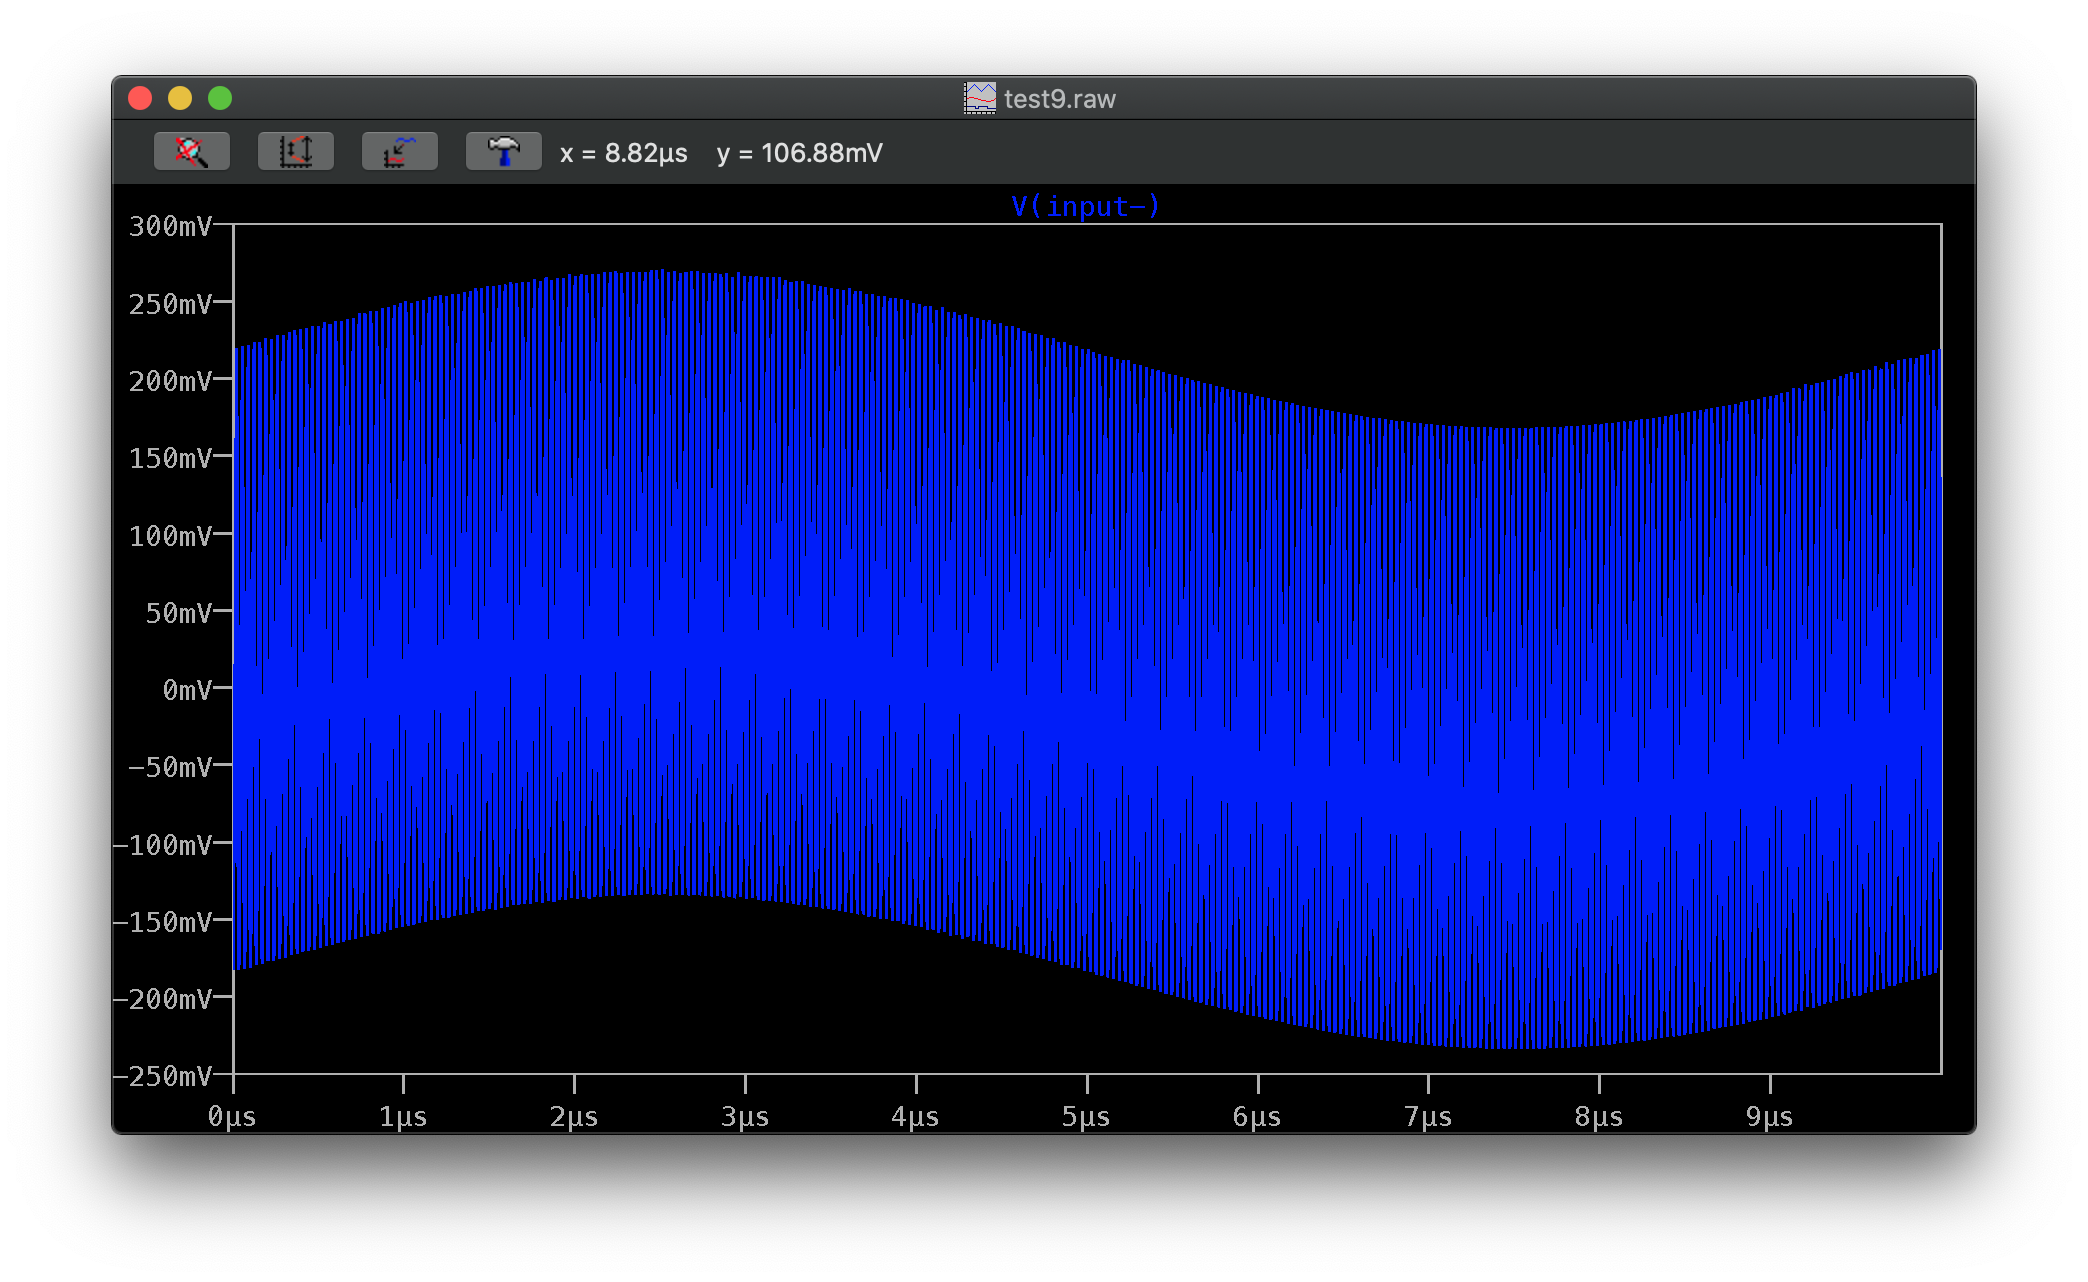 test9.raw
x = 8.82µs y = 106.88mV
V(input−)
300mV
250mV
200mV
150mV
100mV
50mV
0mV
−50mV
−100mV
−150mV
−200mV
−250mV
0µs 1µs 2µs 3µs 4µs 5µs 6µs 7µs 8µs 9µs